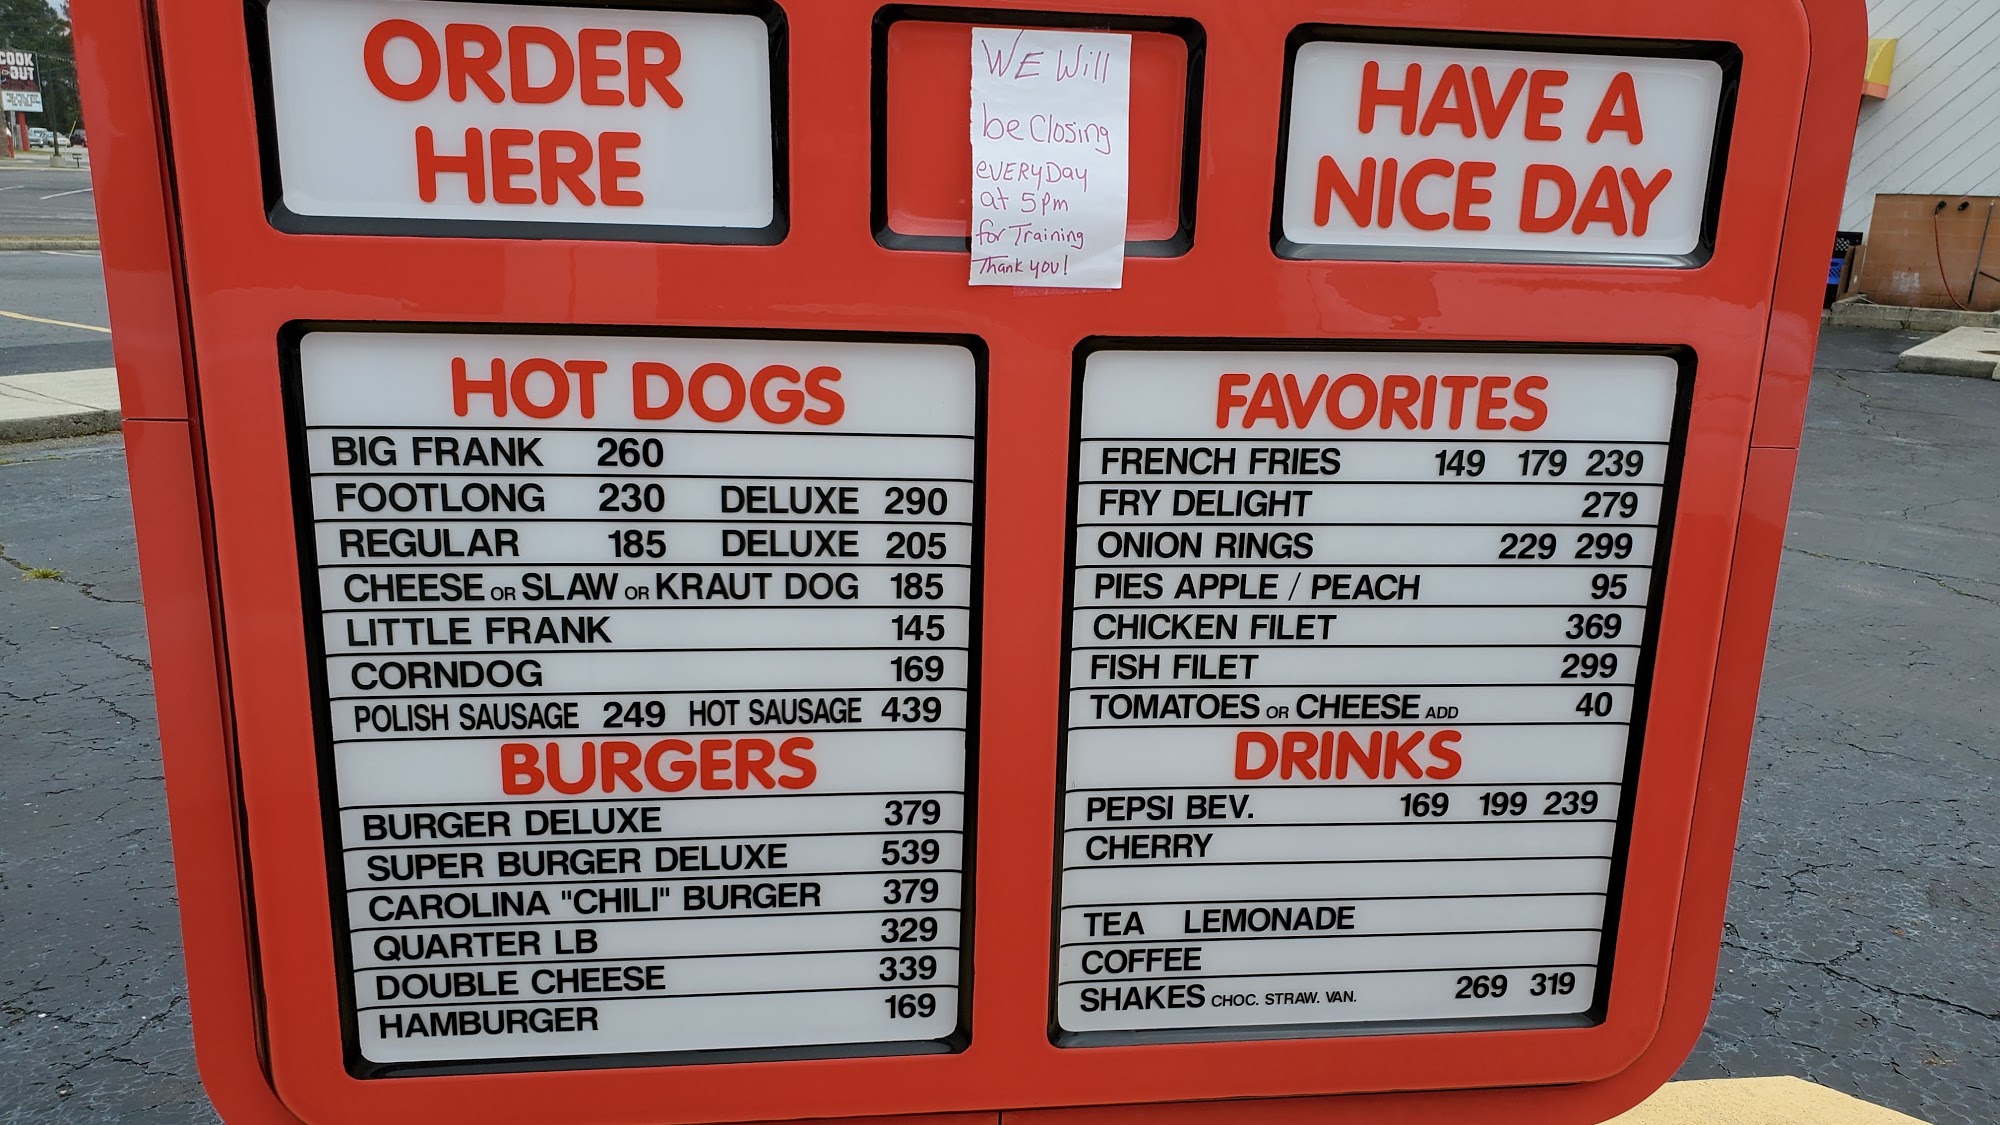 COOK
OUT
ORDER
HERE
WE Will
be Closing
eVERyDay
at 5pm
for Training
Thank you!
HAVE A
NICE DAY
HOT DOGS
BIG FRANK 260
FOOTLONG 230 DELUXE 290
REGULAR 185 DELUXE 205
CHEESE OR SLAW OR KRAUT DOG 185
LITTLE FRANK 145
CORNDOG 169
POLISH SAUSAGE 249 HOT SAUSAGE 439
BURGERS
BURGER DELUXE 379
SUPER BURGER DELUXE 539
CAROLINA "CHILI" BURGER 379
QUARTER LB 329
DOUBLE CHEESE 339
HAMBURGER 169
FAVORITES
FRENCH FRIES 149 179 239
FRY DELIGHT 279
ONION RINGS 229 299
PIES APPLE / PEACH 95
CHICKEN FILET 369
FISH FILET 299
TOMATOES OR CHEESE ADD 40
DRINKS
PEPSI BEV. 169 199 239
CHERRY
TEA LEMONADE
COFFEE
SHAKES CHOC. STRAW. VAN. 269 319